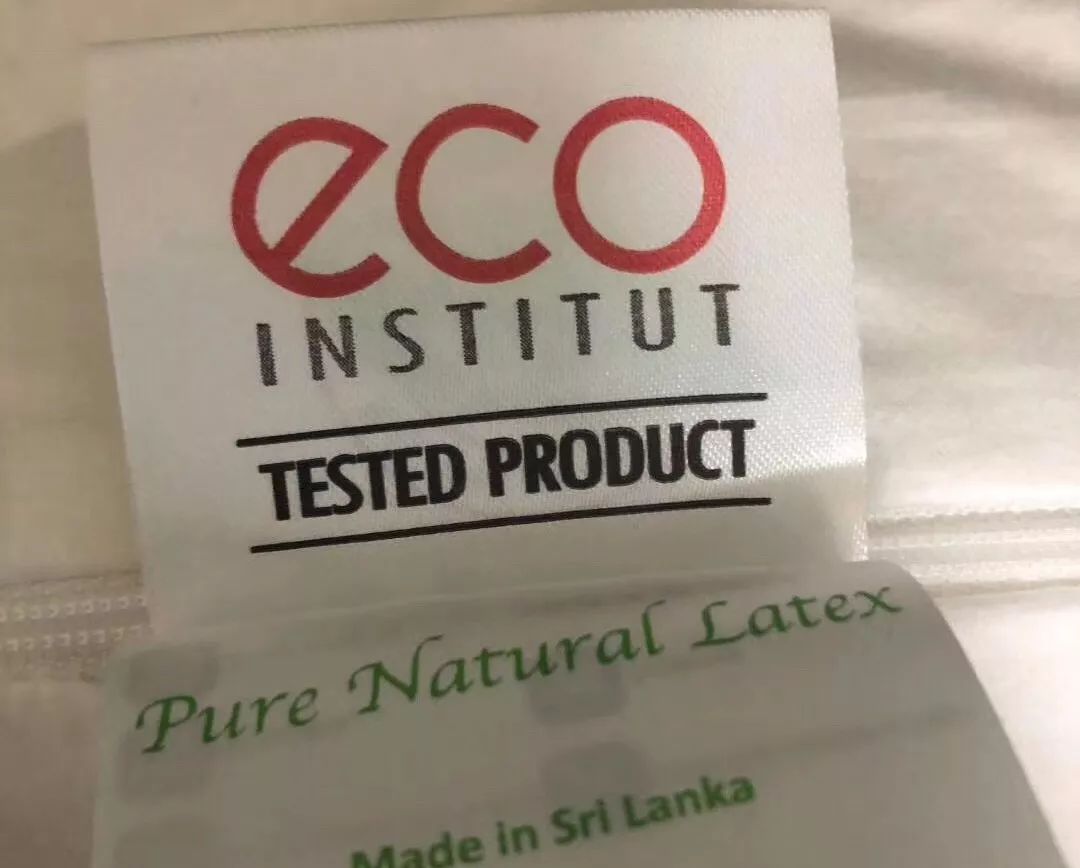 eco
INSTITUT
TESTED PRODUCT
Pure Natural Latex
Made in Sri Lanka